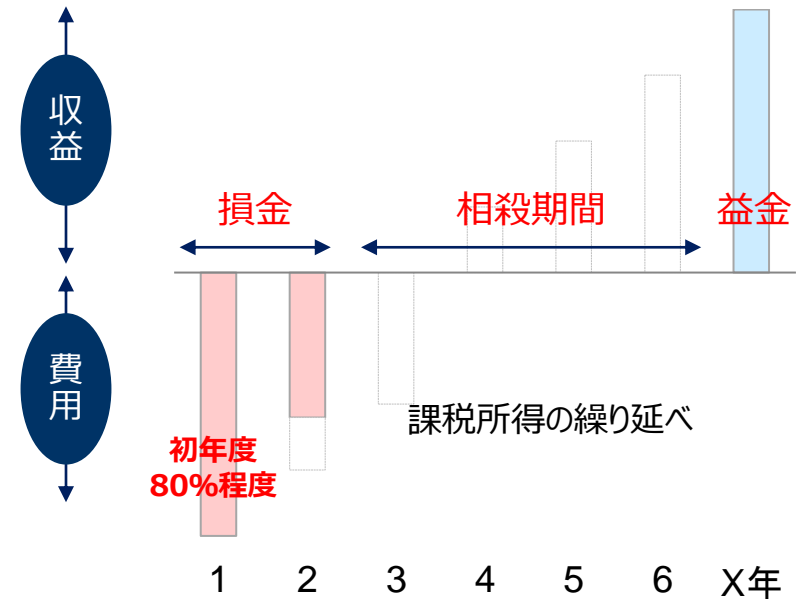 収益
損金
相殺期間
益金
費用
課税所得の繰り延べ
初年度
80%程度
1 2 3 4 5 6 X年